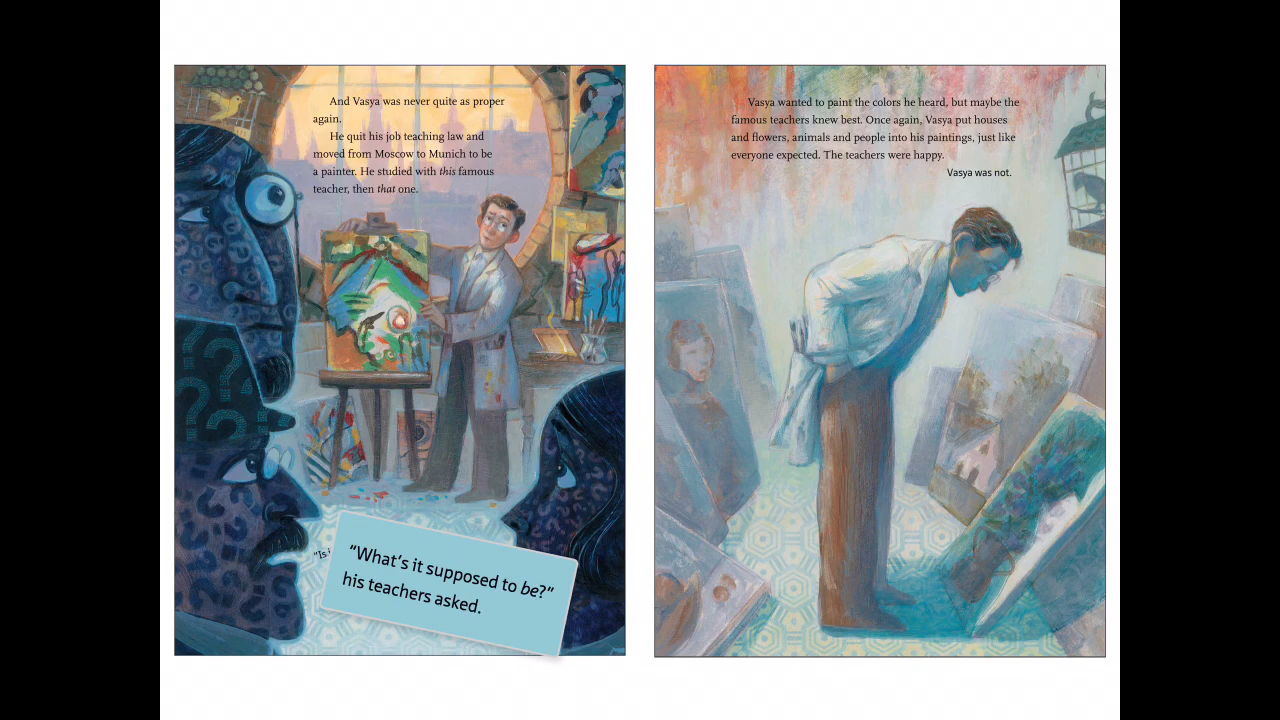 And Vasya was never quite as proper
again.
He quit his job teaching law and
moved from Moscow to Munich to be
a painter. He studied with this famous
teacher, then that one.
“Is i
“What’s it supposed to be?”
his teachers asked.
Vasya wanted to paint the colors he heard, but maybe the
famous teachers knew best. Once again, Vasya put houses
and flowers, animals and people into his paintings, just like
everyone expected. The teachers were happy.
Vasya was not.